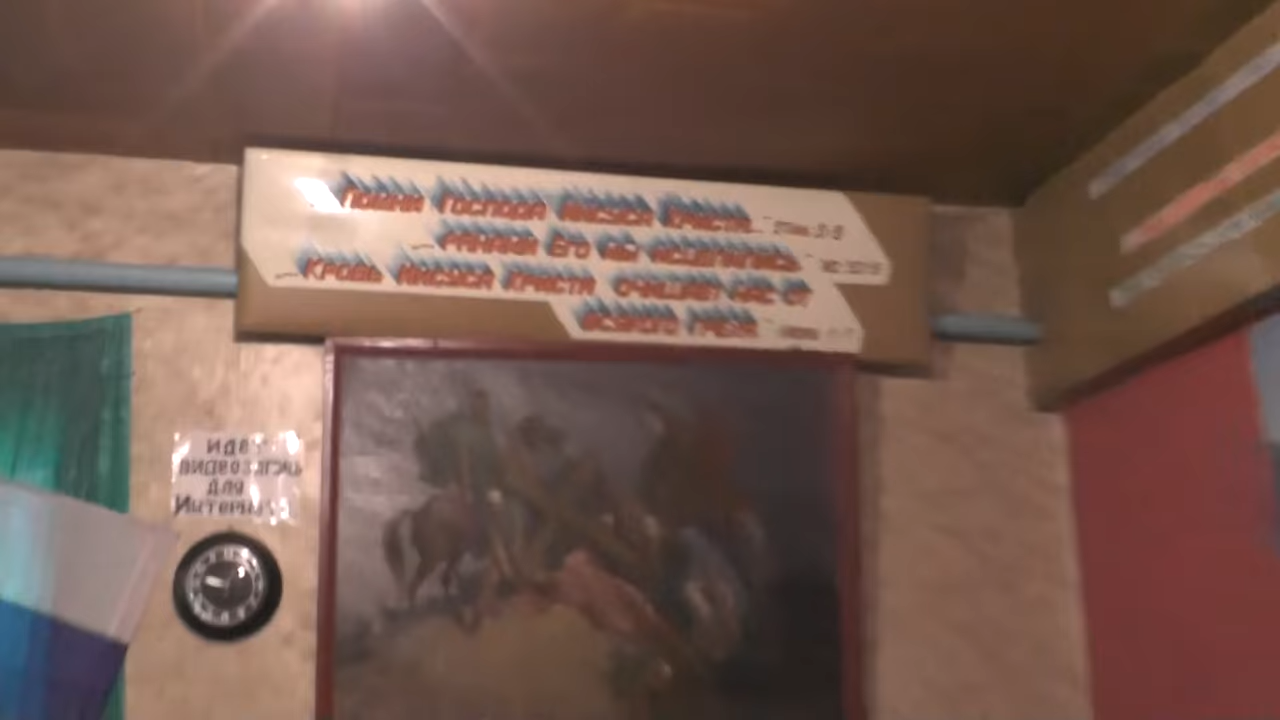 Помни Господа Иисуса Христа...
...ранами Его мы исцелились.
...Кровь Иисуса Христа очищает нас от
всякого греха
Идёт
видеозапись
для
Интернета